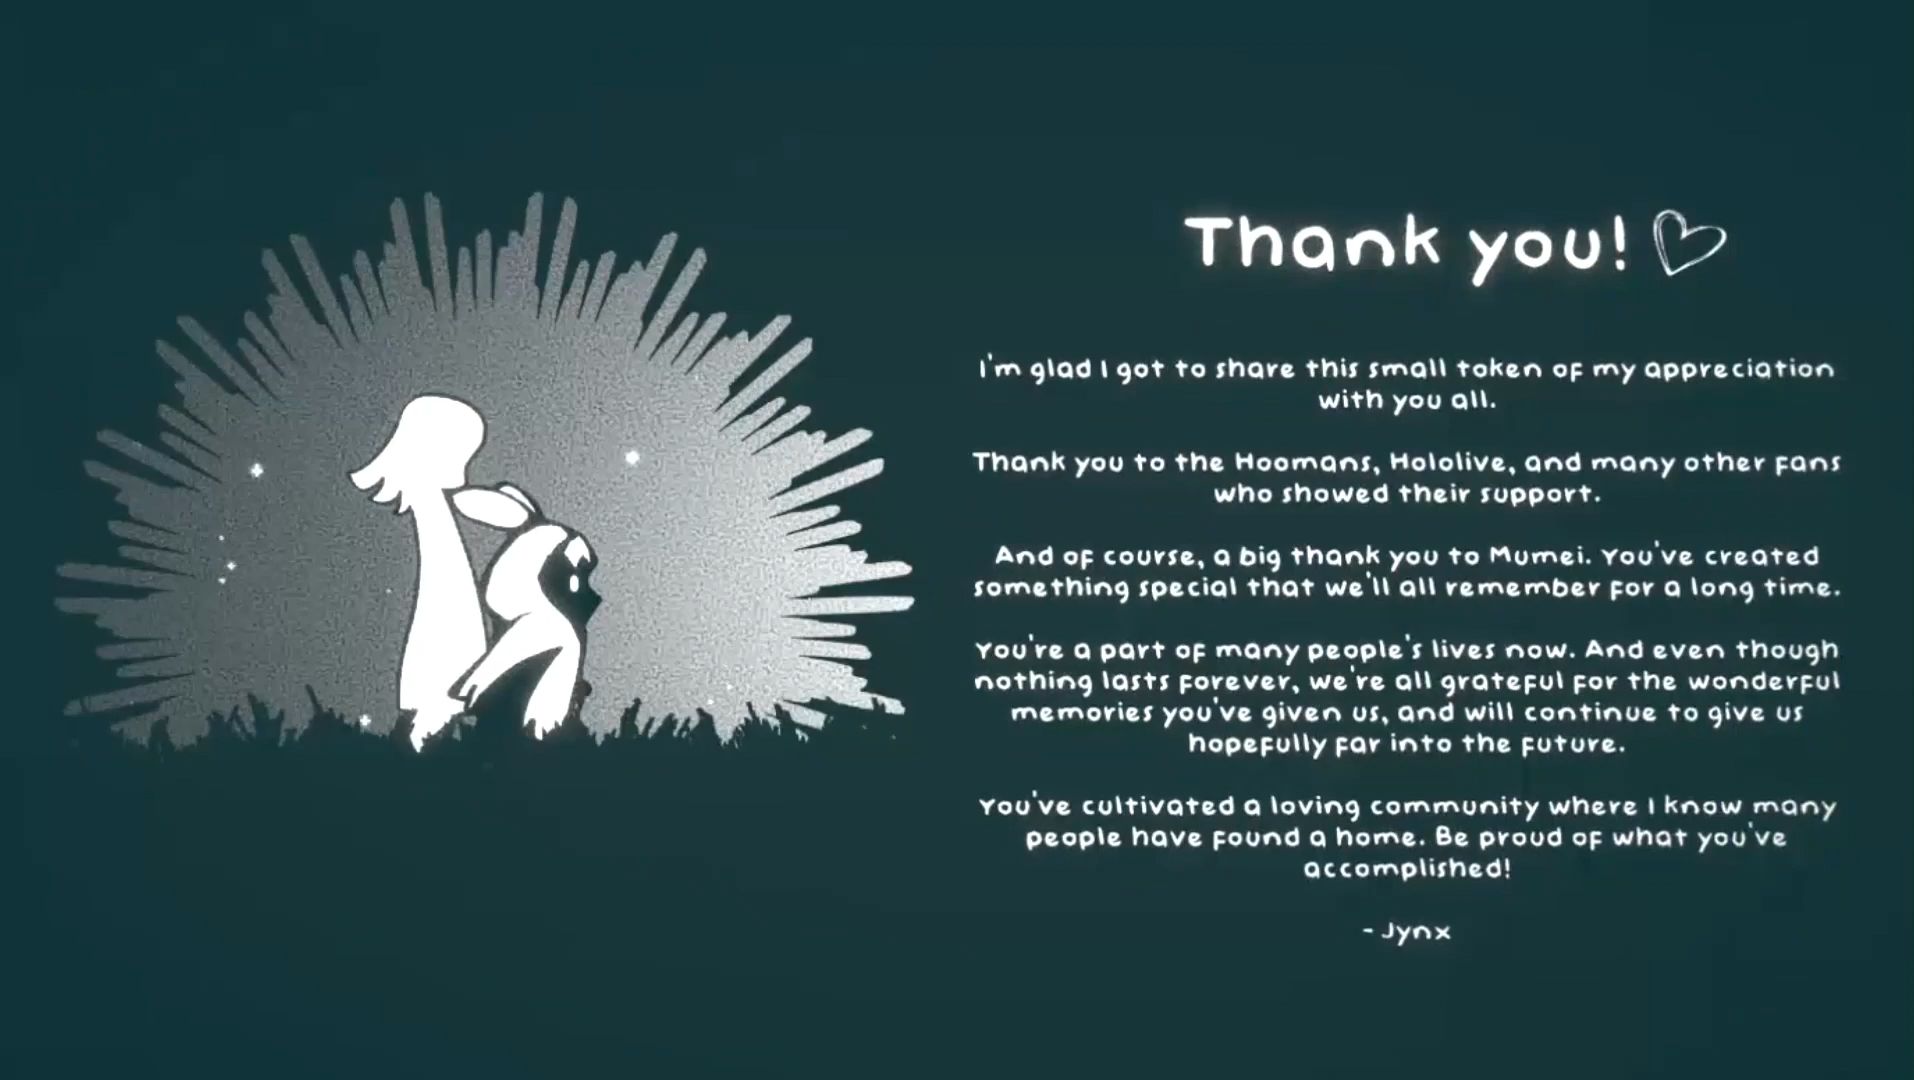 Thank you!
I'm glad I got to share this small token of my appreciation
with you all.
Thank you to the Hoomans, Hololive, and many other fans
who showed their support.
And of course, a big thank you to Mumei. You've created
something special that we'll all remember for a long time.
You're a part of many people's lives now. And even though
nothing lasts forever, we're all grateful for the wonderful
memories you've given us, and will continue to give us
hopefully far into the future.
You've cultivated a loving community where I know many
people have found a home. Be proud of what you've
accomplished!
- Jynx